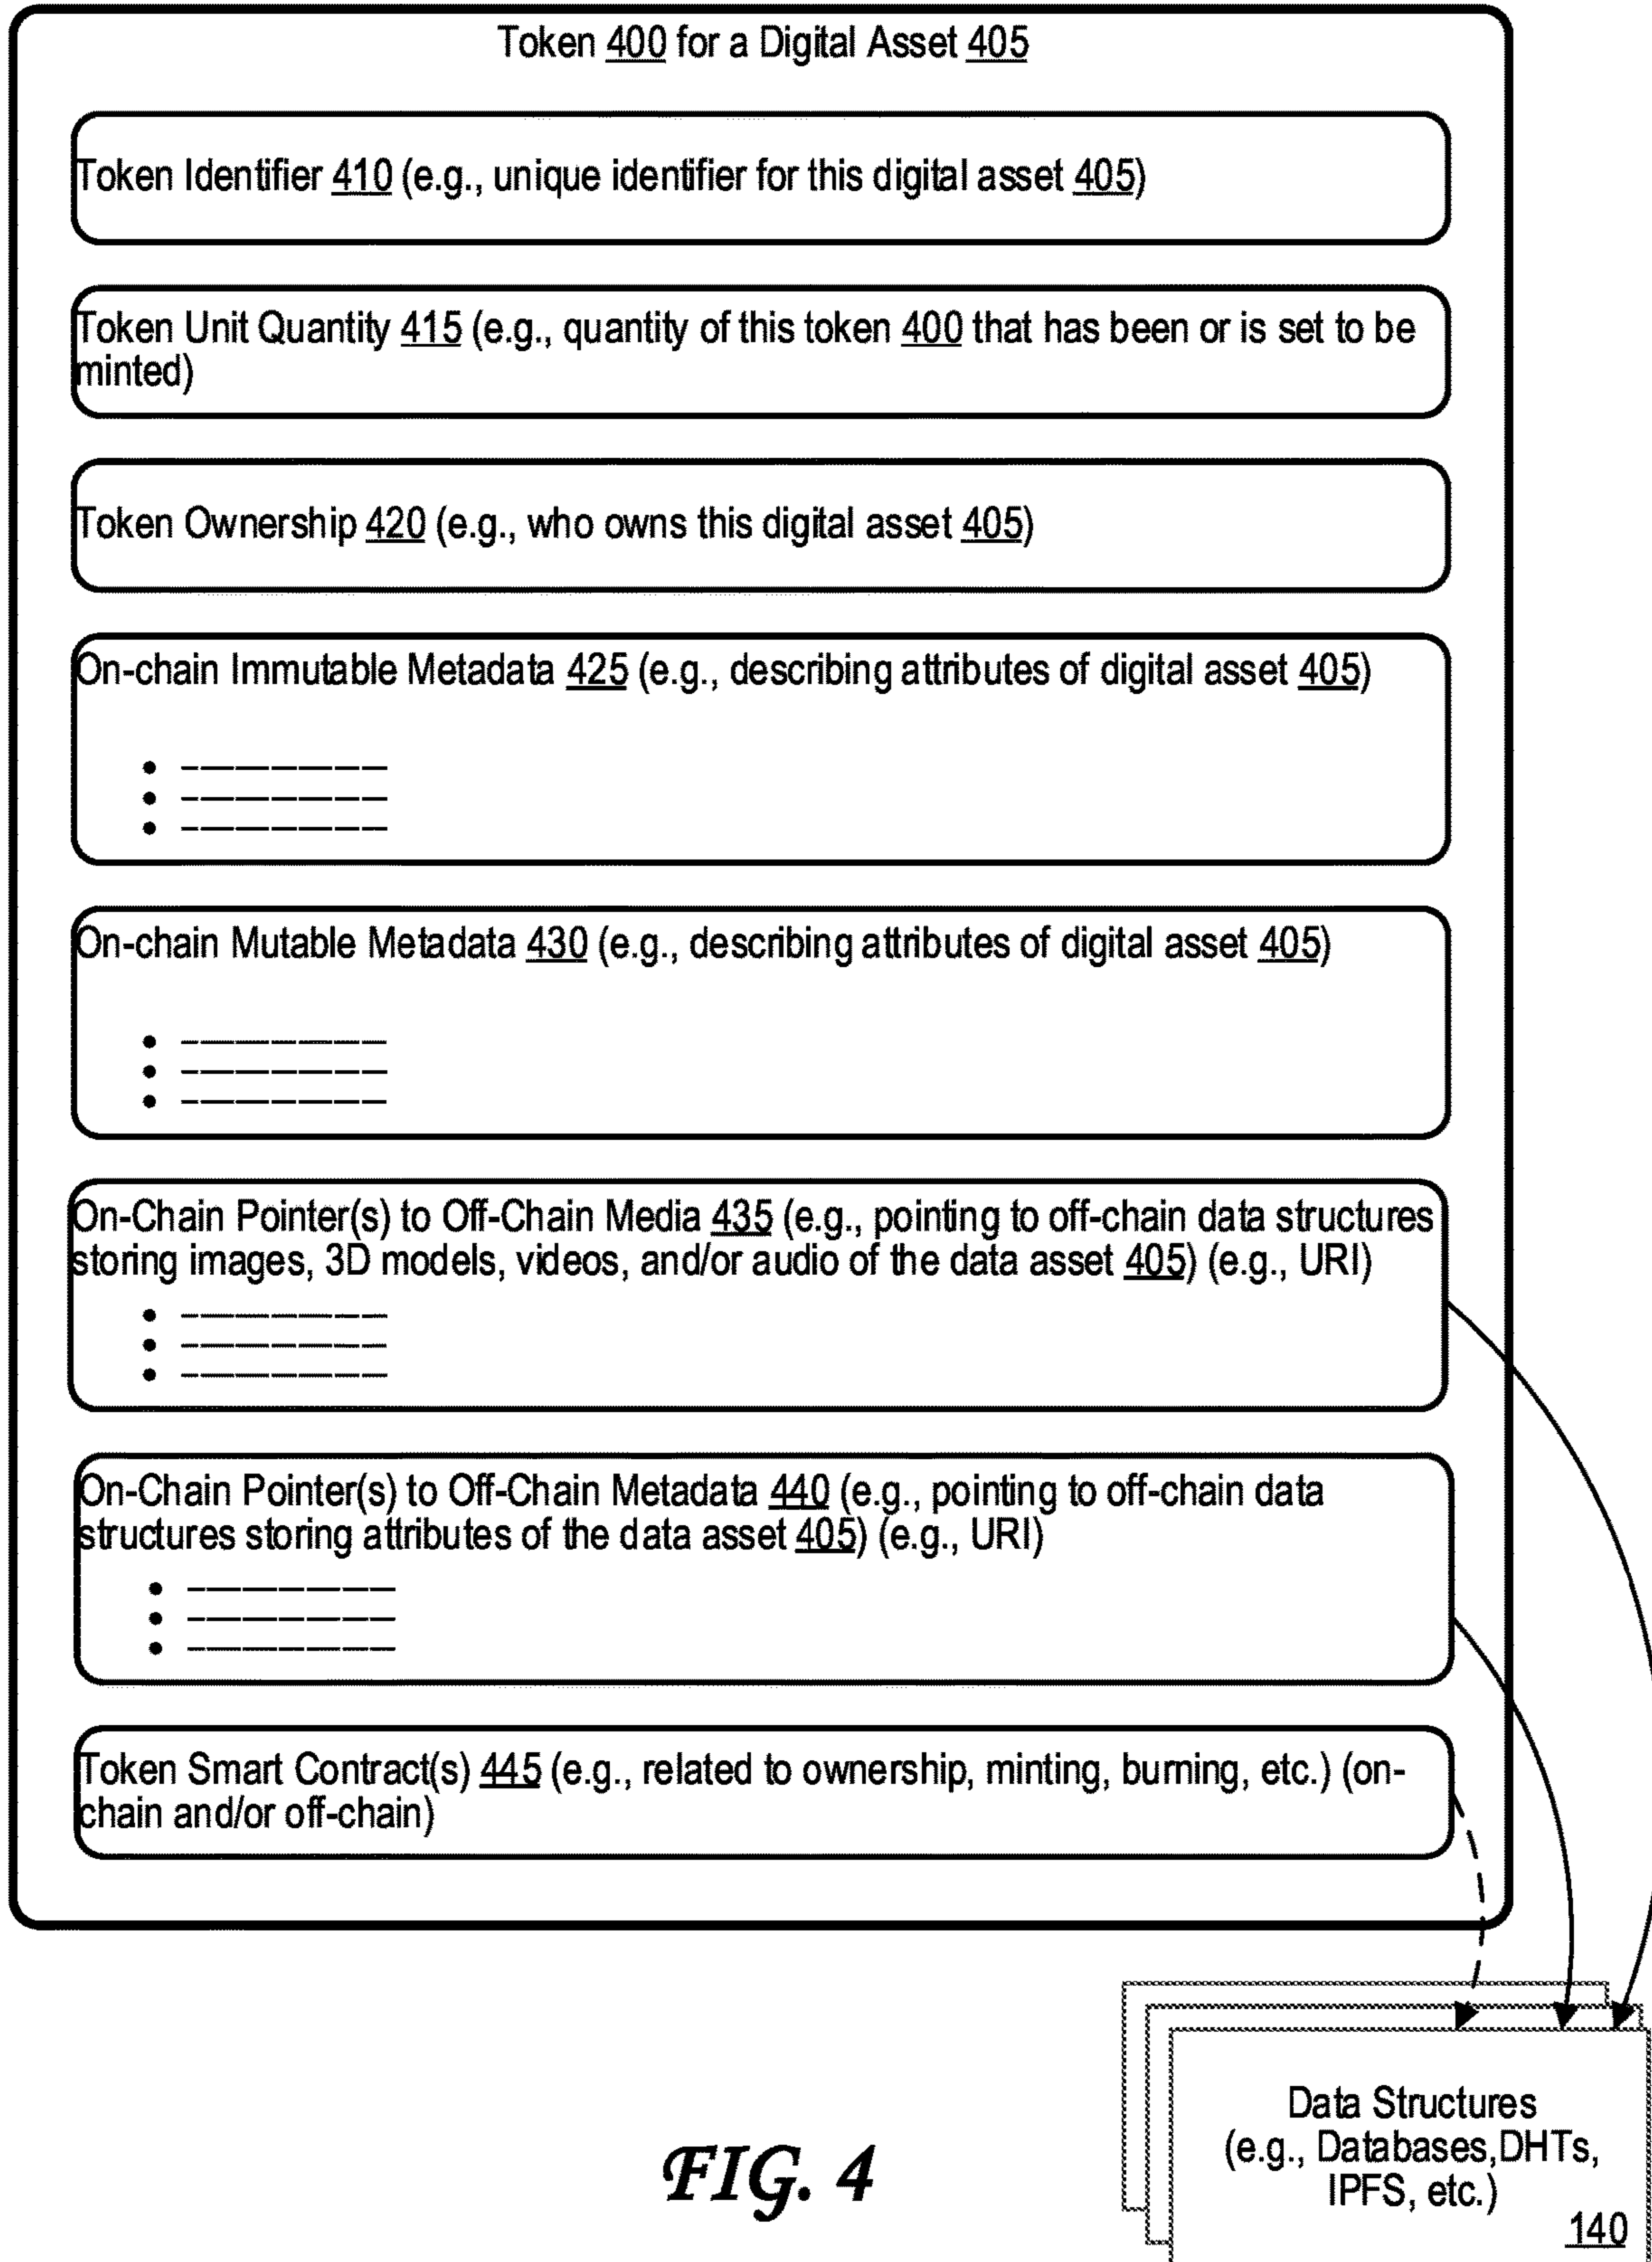 Token 400 for a Digital Asset 405
Token Identifier 410 (e.g., unique identifier for this digital asset 405)
Token Unit Quantity 415 (e.g., quantity of this token 400 that has been or is set to be
minted)
Token Ownership 420 (e.g., who owns this digital asset 405)
On-chain Immutable Metadata 425 (e.g., describing attributes of digital asset 405)
On-chain Mutable Metadata 430 (e.g., describing attributes of digital asset 405)
On-Chain Pointer(s) to Off-Chain Media 435 (e.g., pointing to off-chain data structures
storing images, 3D models, videos, and/or audio of the data asset 405) (e.g., URI)
On-Chain Pointer(s) to Off-Chain Metadata 440 (e.g., pointing to off-chain data
structures storing attributes of the data asset 405) (e.g., URI)
Token Smart Contract(s) 445 (e.g., related to ownership, minting, burning, etc.) (on-
chain and/or off-chain)
Data Structures
(e.g., Databases,DHTs,
IPFS, etc.)
140
FIG. 4